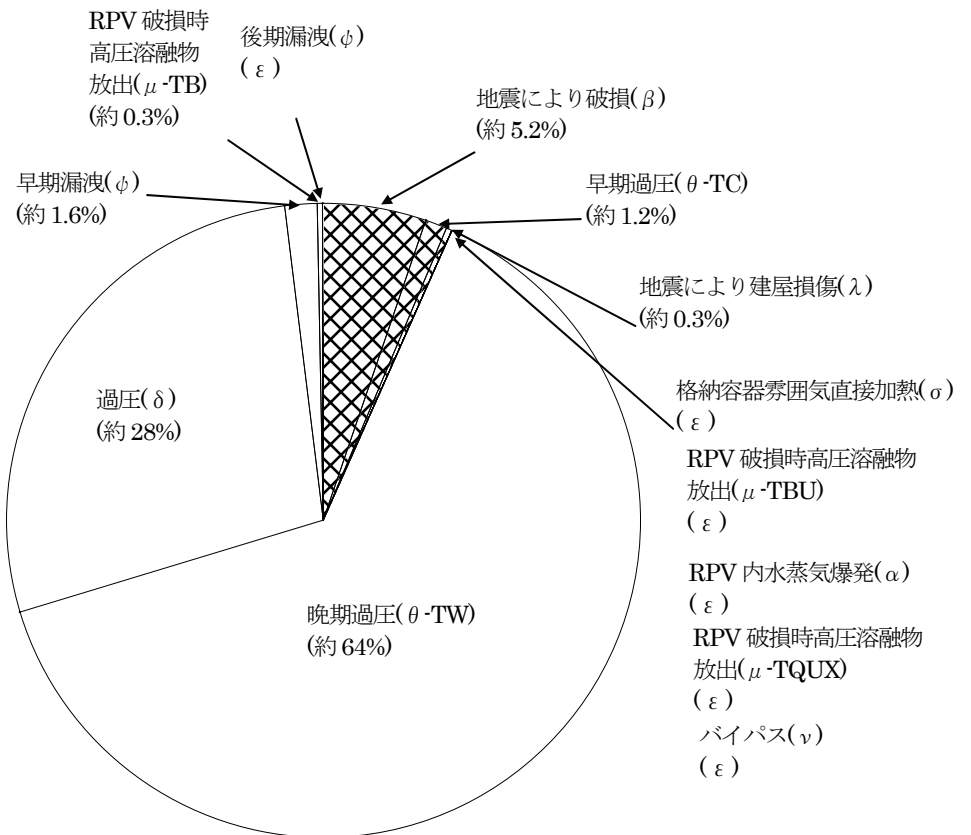 RPV 破損時
高圧溶融物
放出(μ-TB)
(約 0.3%)
後期漏洩(φ)
(ε)
地震により破損(β)
(約 5.2%)
早期漏洩(φ)
(約 1.6%)
早期過圧(θ-TC)
(約 1.2%)
地震により建屋損傷(λ)
(約 0.3%)
過圧(δ)
(約 28%)
格納容器雰囲気直接加熱(σ)
(ε)
RPV 破損時高圧溶融物
放出(μ-TBU)
(ε)
RPV 内水蒸気爆発(α)
(ε)
晩期過圧(θ-TW)
(約 64%)
RPV 破損時高圧溶融物
放出(μ-TQUX)
(ε)
バイパス(ν)
(ε)